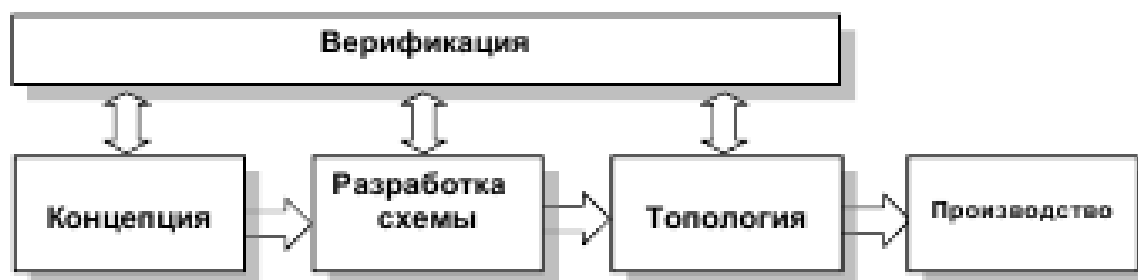 Верификация
Концепция
Разработка
схемы
Топология
Производство